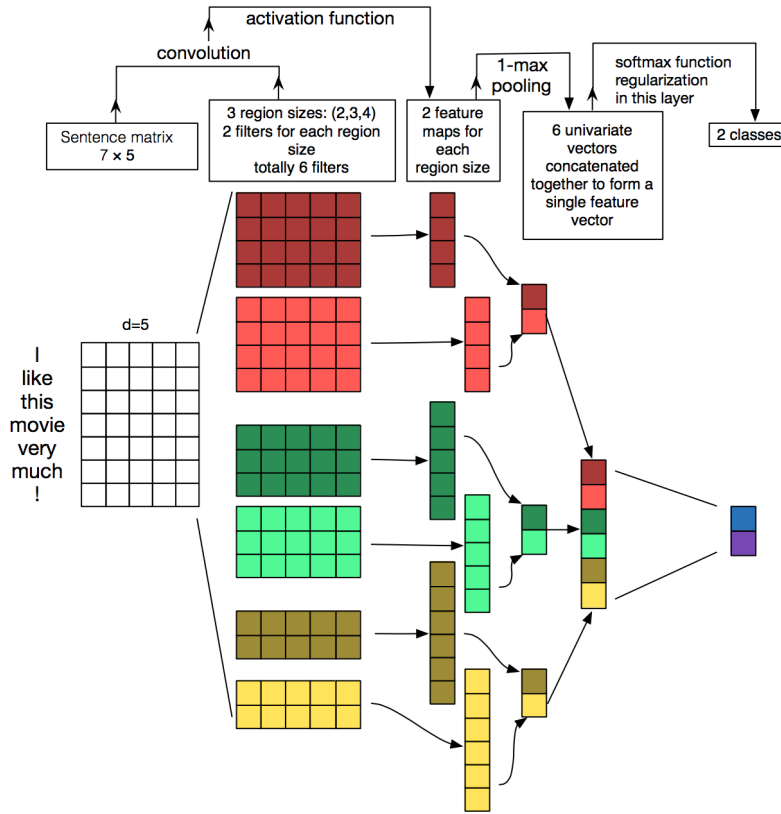 activation function
convolution
1-max
pooling
softmax function
regularization
in this layer
Sentence matrix
7 × 5
3 region sizes: (2,3,4)
2 filters for each region
size
totally 6 filters
2 feature
maps for
each
region size
6 univariate
vectors
concatenated
together to form a
single feature
vector
2 classes
d=5
I
like
this
movie
very
much
!